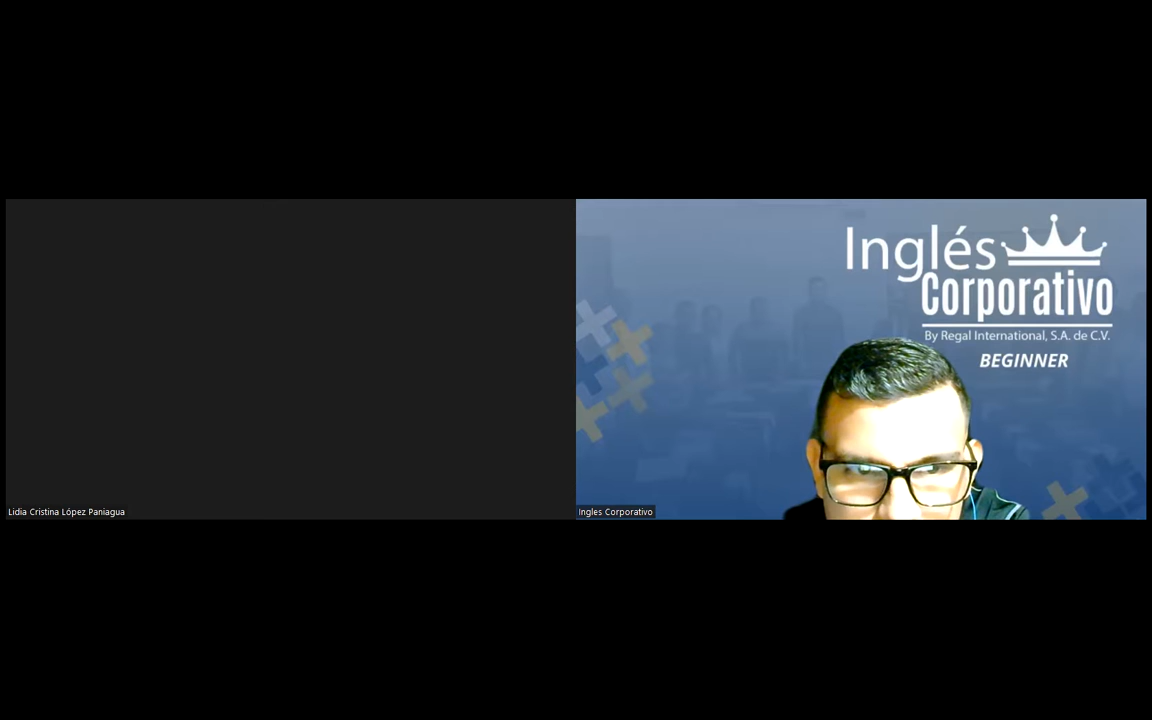 Inglés
Corporativo
By Regal International, S.A. de C.V.
BEGINNER
Lidia Cristina López Paniagua
Ingles Corporativo